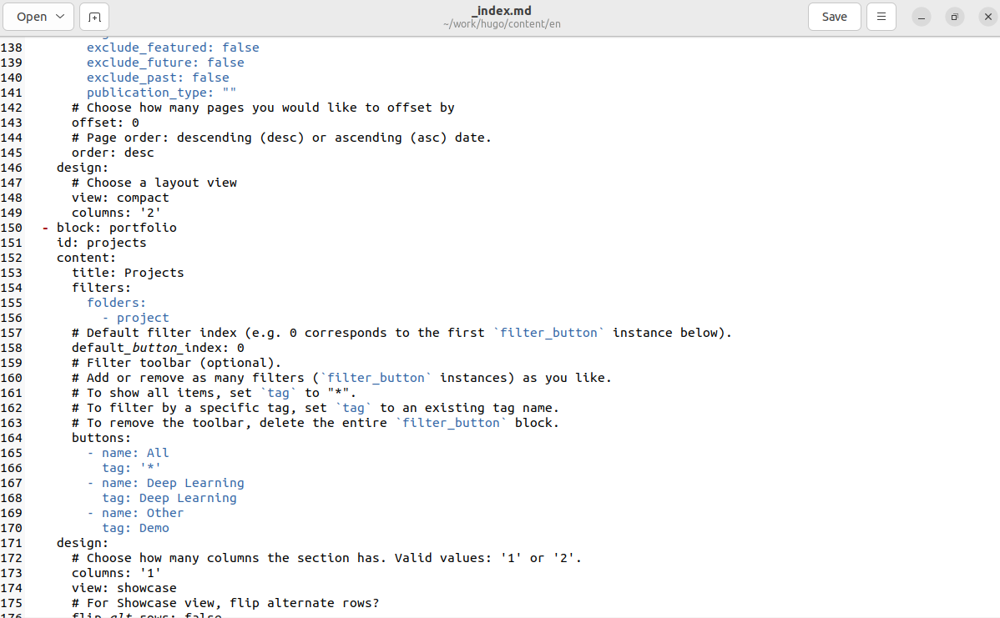 Open
_index.md
~/work/hugo/content/en
Save
138 exclude_featured: false
139 exclude_future: false
140 exclude_past: false
141 publication_type: ""
142 # Choose how many pages you would like to offset by
143 offset: 0
144 # Page order: descending (desc) or ascending (asc) date.
145 order: desc
146 design:
147 # Choose a layout view
148 view: compact
149 columns: '2'
150 - block: portfolio
151 id: projects
152 content:
153 title: Projects
154 filters:
155 folders:
156 - project
157 # Default filter index (e.g. 0 corresponds to the first `filter_button` instance below).
158 default_button_index: 0
159 # Filter toolbar (optional).
160 # Add or remove as many filters (`filter_button` instances) as you like.
161 # To show all items, set `tag` to "*".
162 # To filter by a specific tag, set `tag` to an existing tag name.
163 # To remove the toolbar, delete the entire `filter_button` block.
164 buttons:
165 - name: All
166 tag: '*'
167 - name: Deep Learning
168 tag: Deep Learning
169 - name: Other
170 tag: Demo
171 design:
172 # Choose how many columns the section has. Valid values: '1' or '2'.
173 columns: '1'
174 view: showcase
175 # For Showcase view, flip alternate rows?
176 flip_alt_rows: false